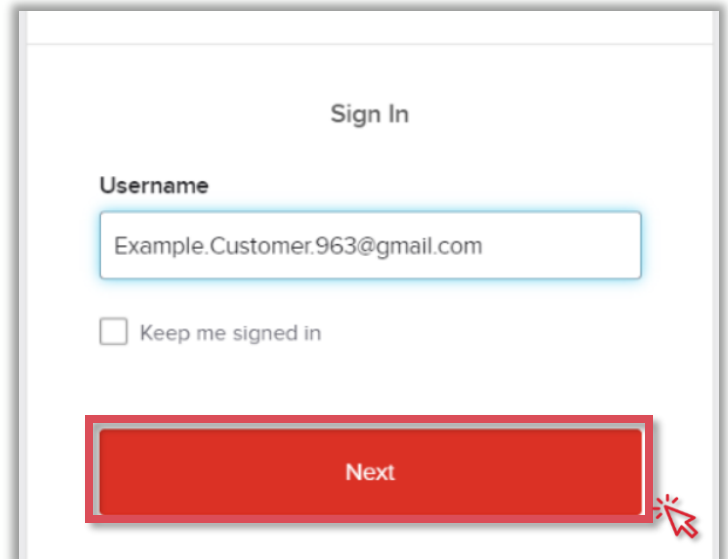 Sign In
Username
Example.Customer.963@gmail.com
Keep me signed in
Next